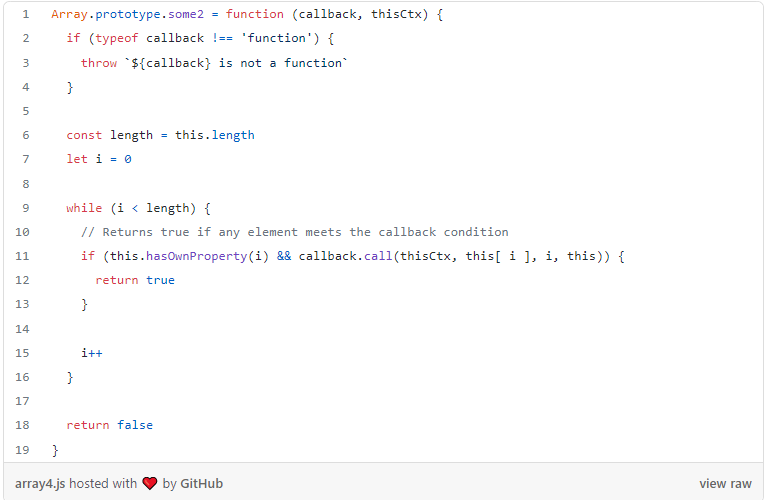 1 Array.prototype.some2 = function (callback, thisCtx) {
2 if (typeof callback !== 'function') {
3 throw `${callback} is not a function`
4 }
5
6 const length = this.length
7 let i = 0
8
9 while (i < length) {
10 // Returns true if any element meets the callback condition
11 if (this.hasOwnProperty(i) && callback.call(thisCtx, this[ i ], i, this)) {
12 return true
13 }
14
15 i++
16 }
17
18 return false
19 }
array4.js hosted with ❤ by GitHub view raw